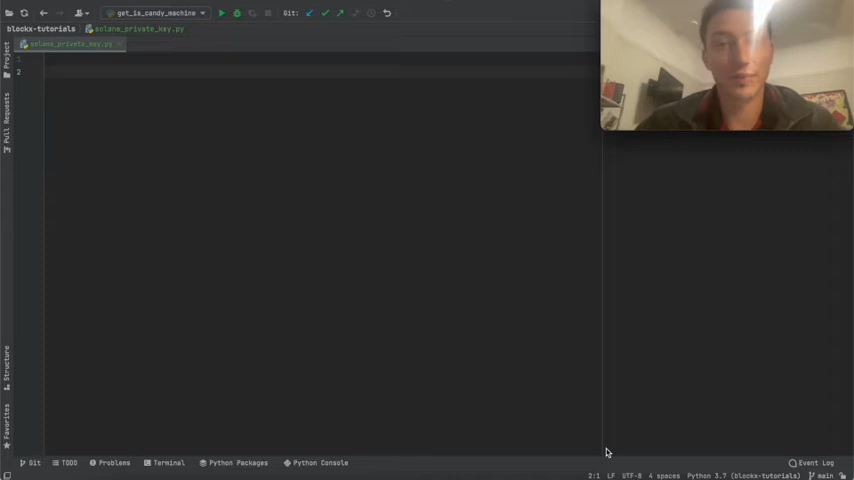 get_is_candy_machine
Git:
blockx-tutorials
solana_private_key.py
solana_private_key.py
1
2
Project
Pull Requests
Structure
Favorites
Git
TODO
Problems
Terminal
Python Packages
Python Console
Event Log
2:1
LF
UTF-8
4 spaces
Python 3.7 (blockx-tutorials)
main